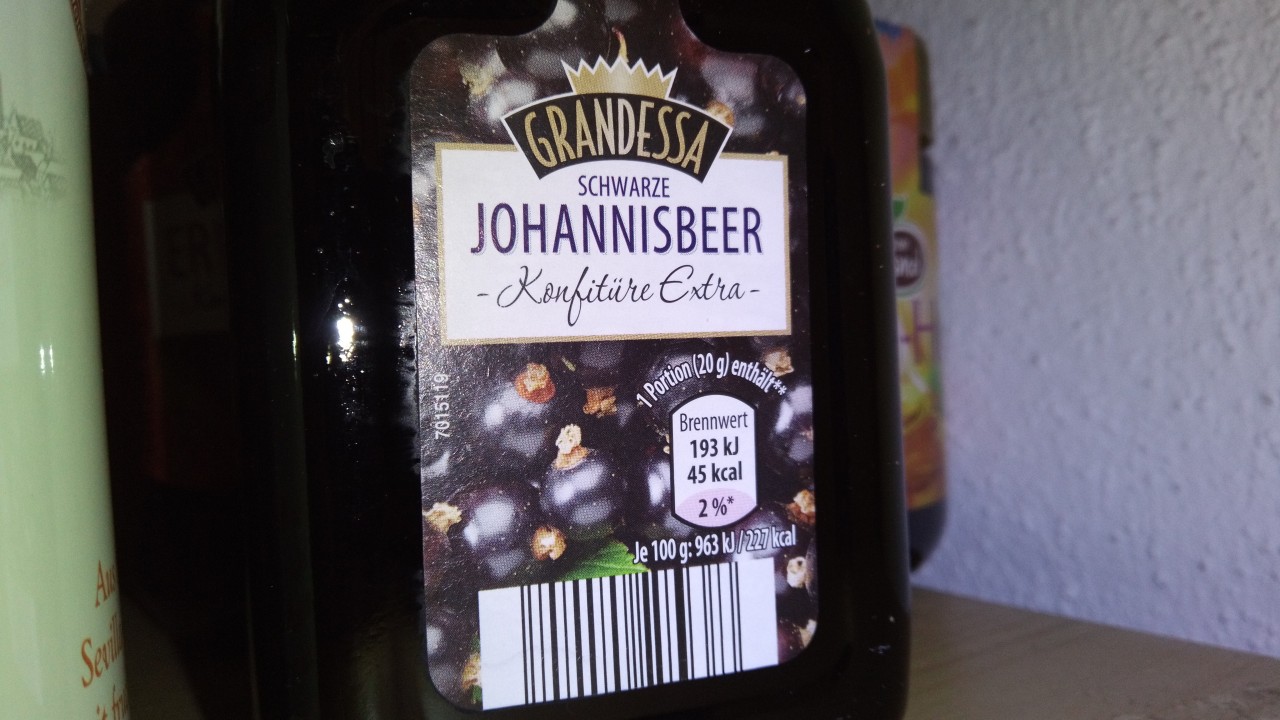 GRANDESSA
SCHWARZE
JOHANNISBEER
- Konfitüre Extra -
1 Portion (20 g) enthält**
Brennwert
193 kJ
45 kcal
2 %*
Je 100 g: 963 kJ / 227 kcal
7015119